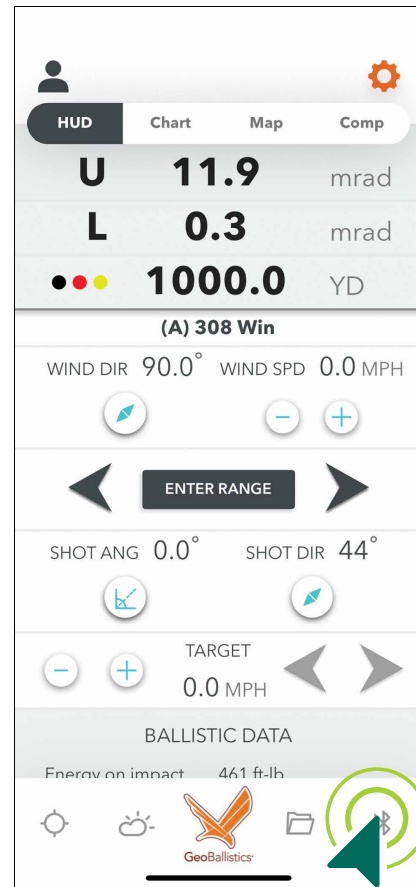 HUD Chart Map Comp
U 11.9 mrad
L 0.3 mrad
1000.0 YD
(A) 308 Win
WIND DIR 90.0° WIND SPD 0.0 MPH
ENTER RANGE
SHOT ANG 0.0° SHOT DIR 44°
TARGET
0.0 MPH
BALLISTIC DATA
Energy on impact 461 ft-lb
GeoBallistics